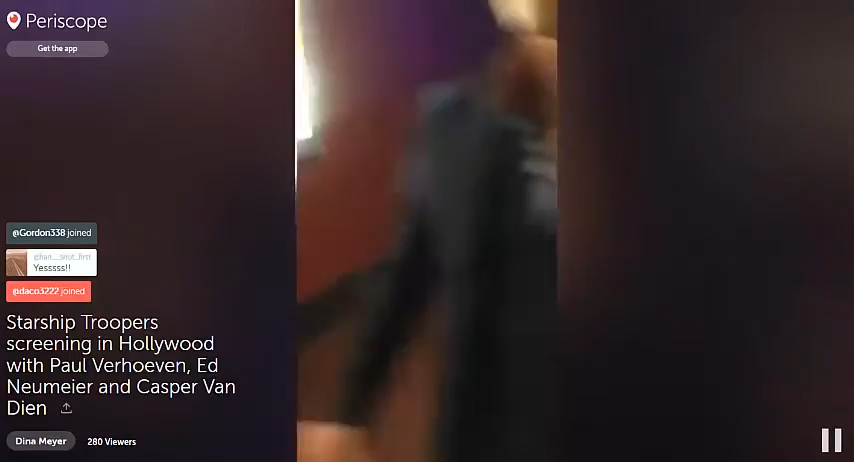 Periscope
Get the app
@Gordon338 joined
@han__shot_first
Yesssss!!
@daco3222 joined
Starship Troopers
screening in Hollywood
with Paul Verhoeven, Ed
Neumeier and Casper Van
Dien
Dina Meyer
280 Viewers